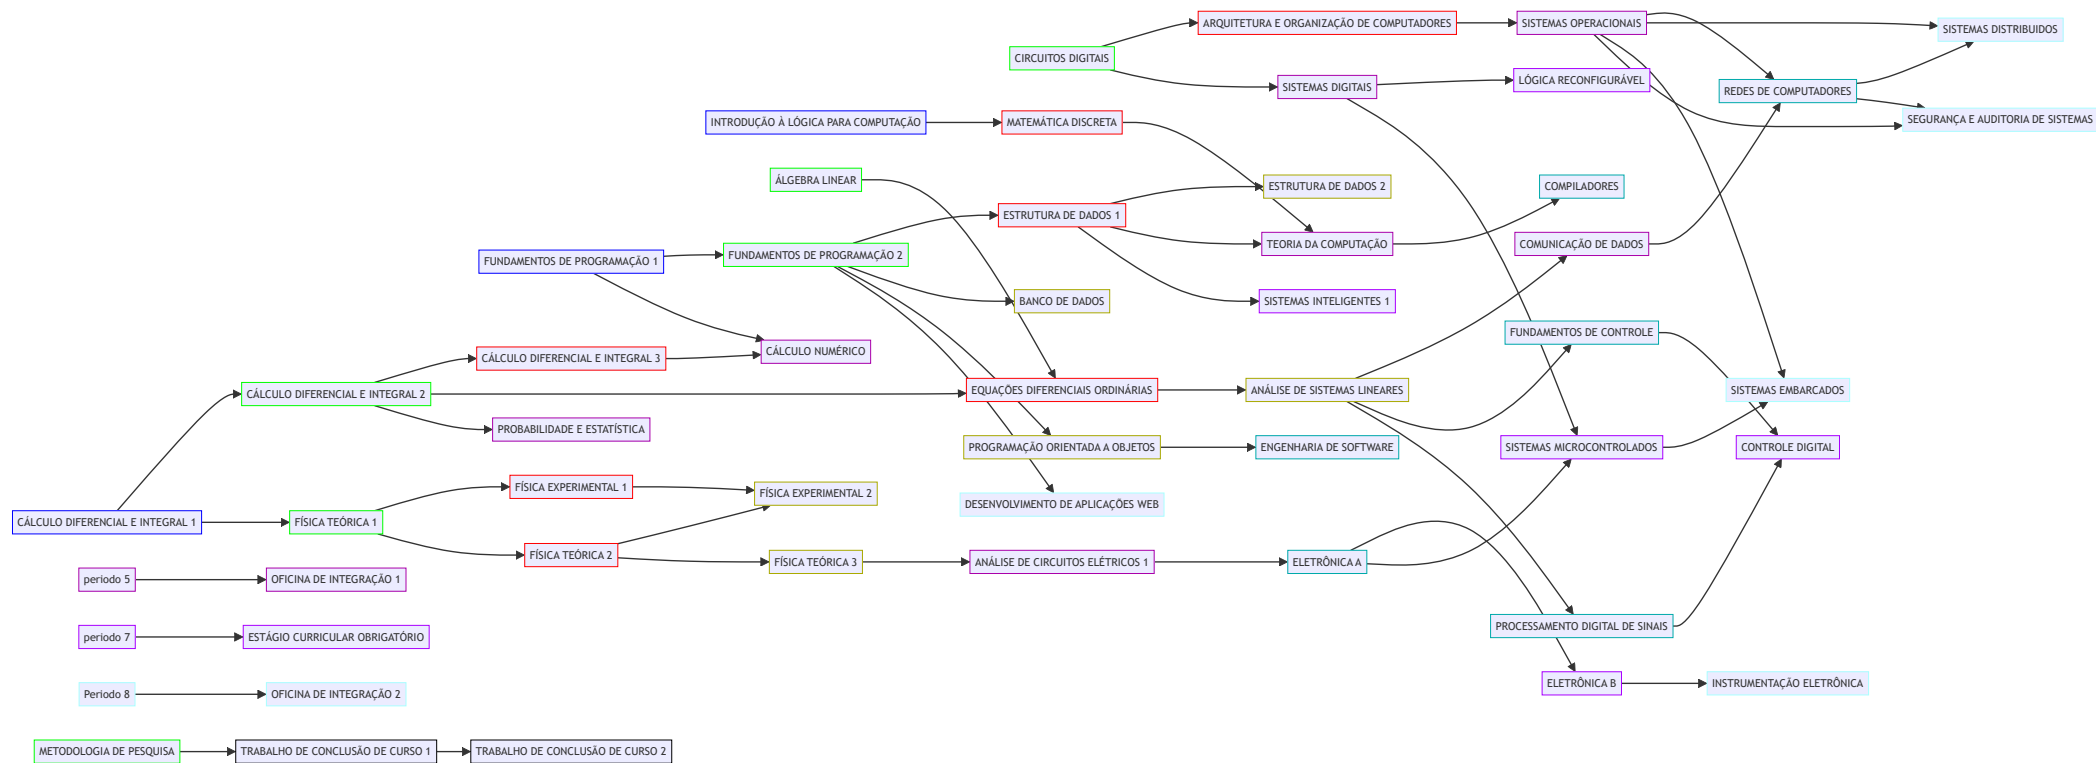 ARQUITETURA E ORGANIZAÇÃO DE COMPUTADORES
SISTEMAS OPERACIONAIS
SISTEMAS DISTRIBUIDOS
CIRCUITOS DIGITAIS
SISTEMAS DIGITAIS
LÓGICA RECONFIGURÁVEL
REDES DE COMPUTADORES
INTRODUÇÃO À LÓGICA PARA COMPUTAÇÃO
MATEMÁTICA DISCRETA
SEGURANÇA E AUDITORIA DE SISTEMAS
ÁLGEBRA LINEAR
ESTRUTURA DE DADOS 2
COMPILADORES
ESTRUTURA DE DADOS 1
TEORIA DA COMPUTAÇÃO
COMUNICAÇÃO DE DADOS
FUNDAMENTOS DE PROGRAMAÇÃO 1
FUNDAMENTOS DE PROGRAMAÇÃO 2
BANCO DE DADOS
SISTEMAS INTELIGENTES 1
FUNDAMENTOS DE CONTROLE
CÁLCULO DIFERENCIAL E INTEGRAL 3
CÁLCULO NUMÉRICO
CÁLCULO DIFERENCIAL E INTEGRAL 2
EQUAÇÕES DIFERENCIAIS ORDINÁRIAS
ANÁLISE DE SISTEMAS LINEARES
SISTEMAS EMBARCADOS
PROBABILIDADE E ESTATÍSTICA
PROGRAMAÇÃO ORIENTADA A OBJETOS
ENGENHARIA DE SOFTWARE
SISTEMAS MICROCONTROLADOS
CONTROLE DIGITAL
FÍSICA EXPERIMENTAL 1
FÍSICA EXPERIMENTAL 2
DESENVOLVIMENTO DE APLICAÇÕES WEB
CÁLCULO DIFERENCIAL E INTEGRAL 1
FÍSICA TEÓRICA 1
FÍSICA TEÓRICA 2
FÍSICA TEÓRICA 3
ANÁLISE DE CIRCUITOS ELÉTRICOS 1
ELETRÔNICA A
periodo 5
OFICINA DE INTEGRAÇÃO 1
PROCESSAMENTO DIGITAL DE SINAIS
periodo 7
ESTÁGIO CURRICULAR OBRIGATÓRIO
ELETRÔNICA B
INSTRUMENTAÇÃO ELETRÔNICA
Periodo 8
OFICINA DE INTEGRAÇÃO 2
METODOLOGIA DE PESQUISA
TRABALHO DE CONCLUSÃO DE CURSO 1
TRABALHO DE CONCLUSÃO DE CURSO 2